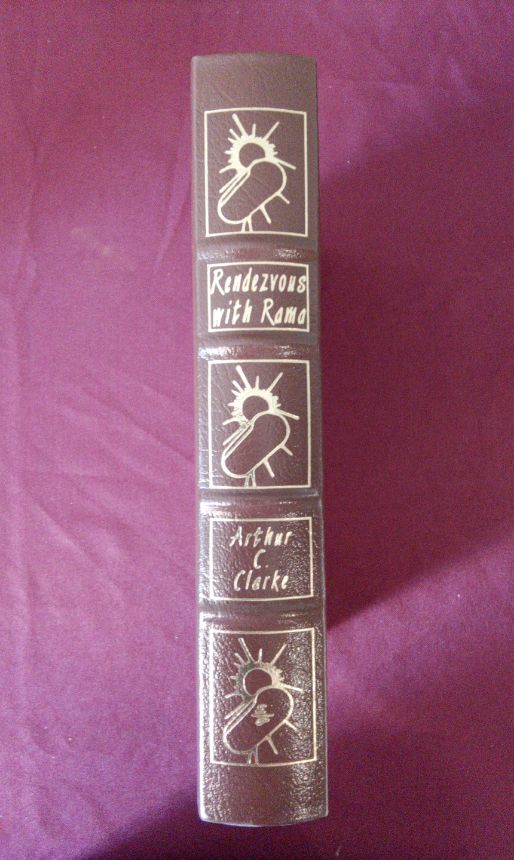 Rendezvous
with Rama
Arthur
C.
Clarke